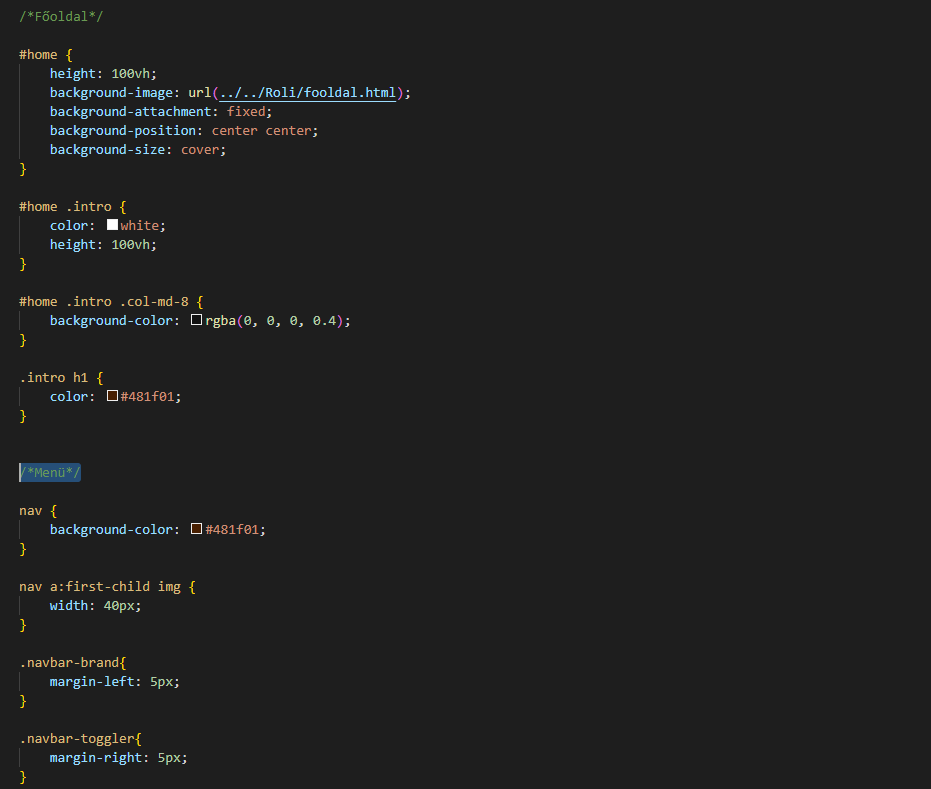 /*Főoldal*/
#home {
height: 100vh;
background-image: url(../../Roli/fooldal.html);
background-attachment: fixed;
background-position: center center;
background-size: cover;
}
#home .intro {
color: white;
height: 100vh;
}
#home .intro .col-md-8 {
background-color: rgba(0, 0, 0, 0.4);
}
.intro h1 {
color: #481f01;
}
/*Menü*/
nav {
background-color: #481f01;
}
nav a:first-child img {
width: 40px;
}
.navbar-brand{
margin-left: 5px;
}
.navbar-toggler{
margin-right: 5px;
}